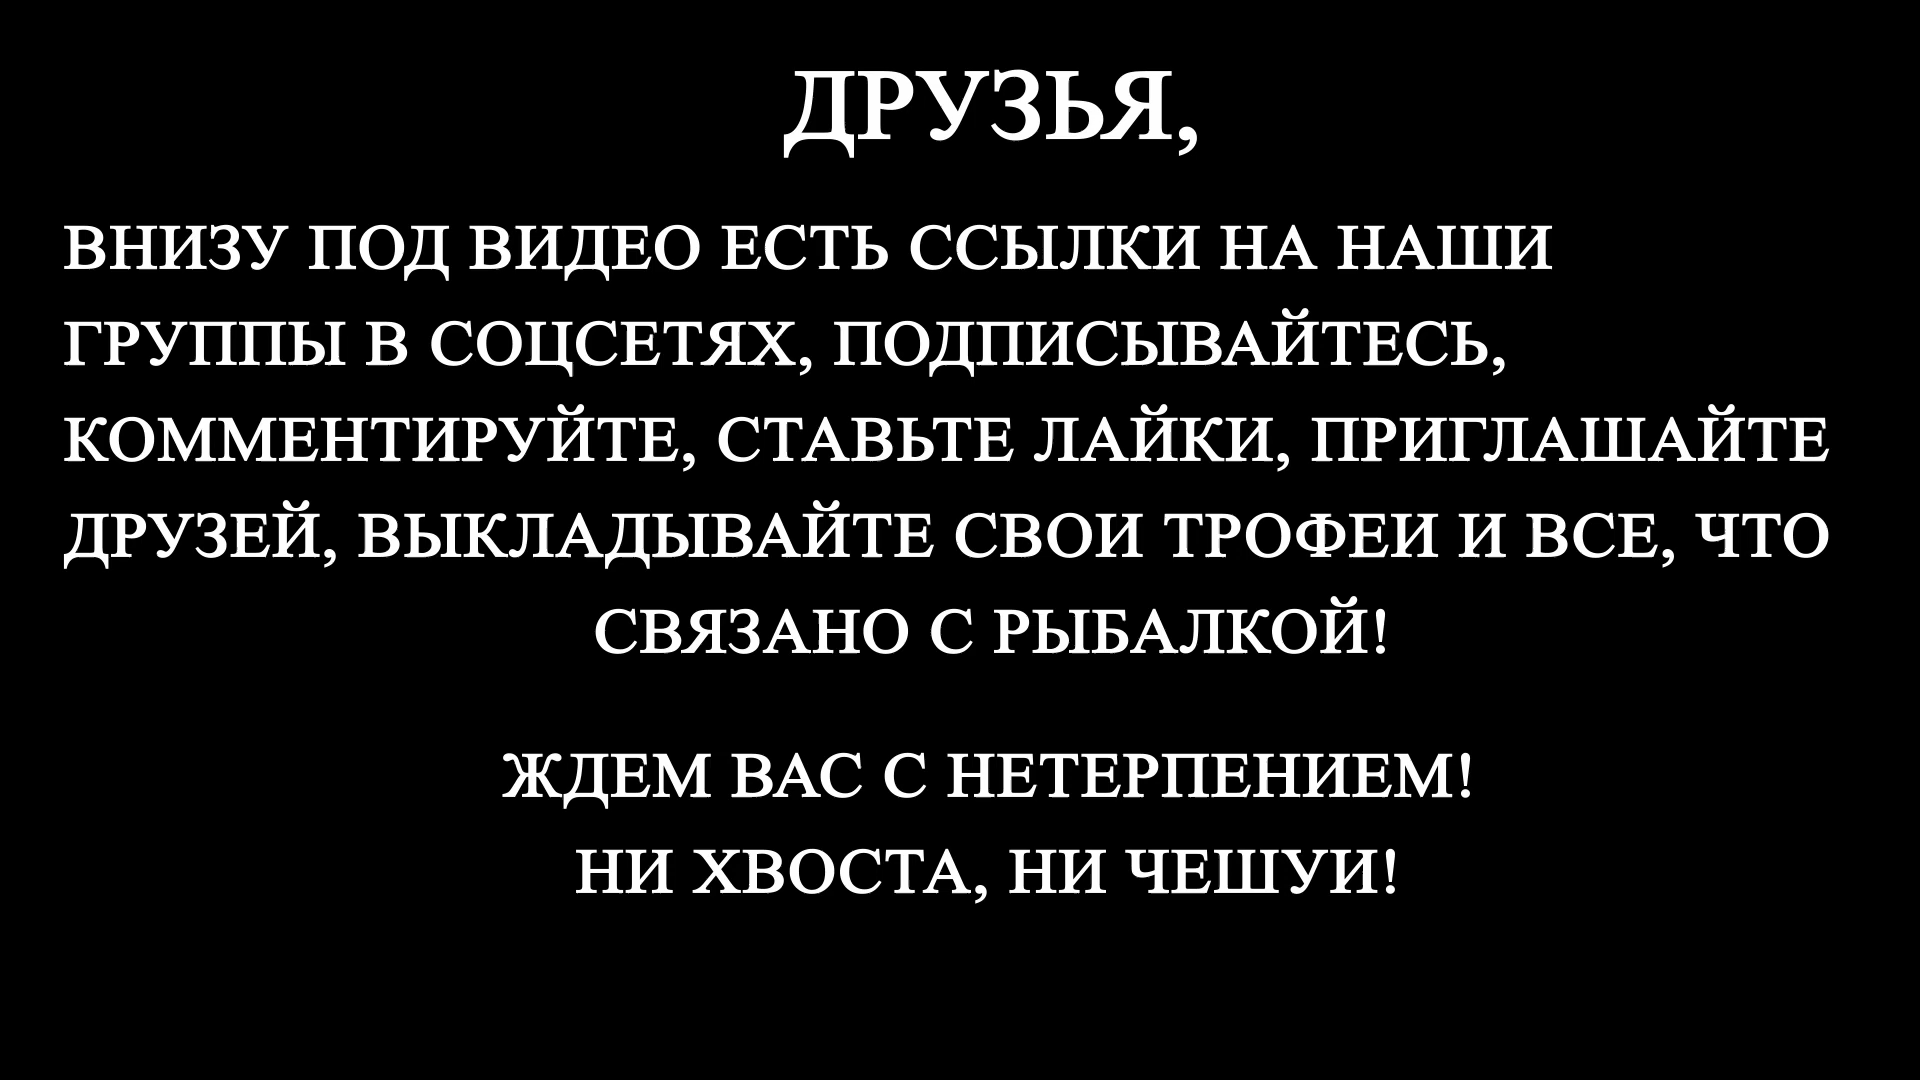 ДРУЗЬЯ,
ВНИЗУ ПОД ВИДЕО ЕСТЬ ССЫЛКИ НА НАШИ
ГРУППЫ В СОЦСЕТЯХ, ПОДПИСЫВАЙТЕСЬ,
КОММЕНТИРУЙТЕ, СТАВЬТЕ ЛАЙКИ, ПРИГЛАШАЙТЕ
ДРУЗЕЙ, ВЫКЛАДЫВАЙТЕ СВОИ ТРОФЕИ И ВСЕ, ЧТО
СВЯЗАНО С РЫБАЛКОЙ!
ЖДЕМ ВАС С НЕТЕРПЕНИЕМ!
НИ ХВОСТА, НИ ЧЕШУИ!